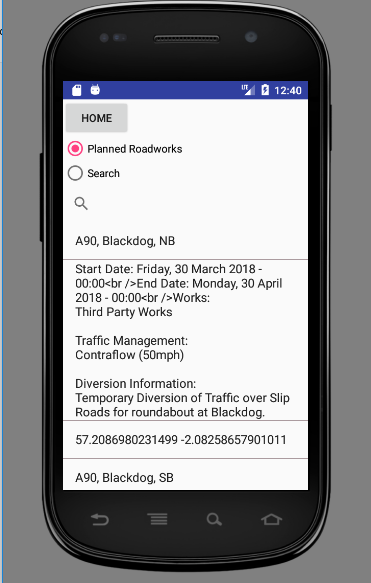 12:40
HOME
Planned Roadworks
Search
A90, Blackdog, NB
Start Date: Friday, 30 March 2018 -
00:00<br />End Date: Monday, 30 April
2018 - 00:00<br />Works:
Third Party Works
Traffic Management:
Contraflow (50mph)
Diversion Information:
Temporary Diversion of Traffic over Slip
Roads for roundabout at Blackdog.
57.2086980231499 -2.08258657901011
A90, Blackdog, SB